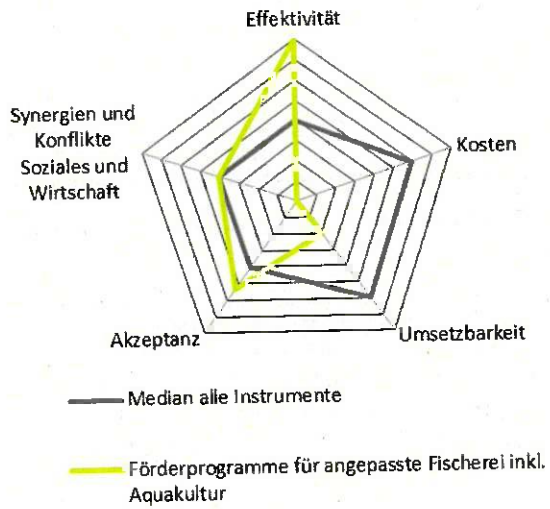 Effektivität
Synergien und
Konflikte
Soziales und
Wirtschaft
Kosten
Akzeptanz
Umsetzbarkeit
Median alle Instrumente
Förderprogramme für angepasste Fischerei inkl.
Aquakultur